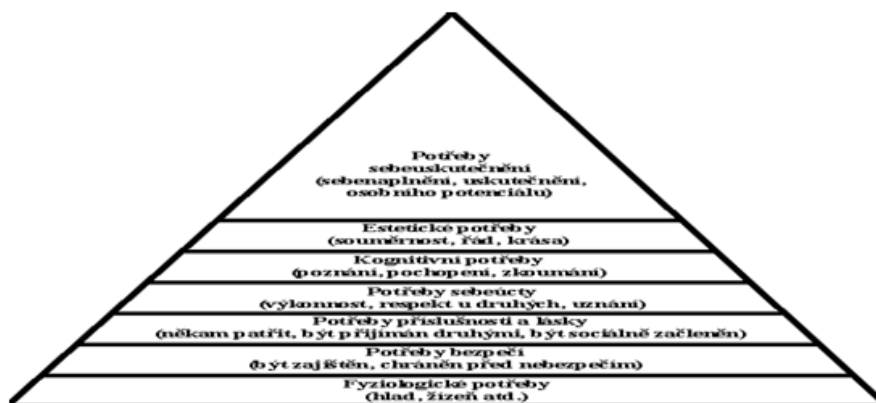 Potřeby
sebeuskutečnění
(sebenaplnění, uskutečnění,
osobního potenciálu)
Estetické potřeby
(souměrnost, řád, krása)
Kognitivní potřeby
(poznání, pochopení, zkoumání)
Potřeby sebeúcty
(výkonnost, respekt u druhých, uznání)
Potřeby příslušnosti a lásky
(někam patřit, být přijímán druhými, být sociálně začleněn)
Potřeby bezpečí
(být zajištěn, chráněn před nebezpečím)
Fyziologické potřeby
(hlad, žízeň atd.)